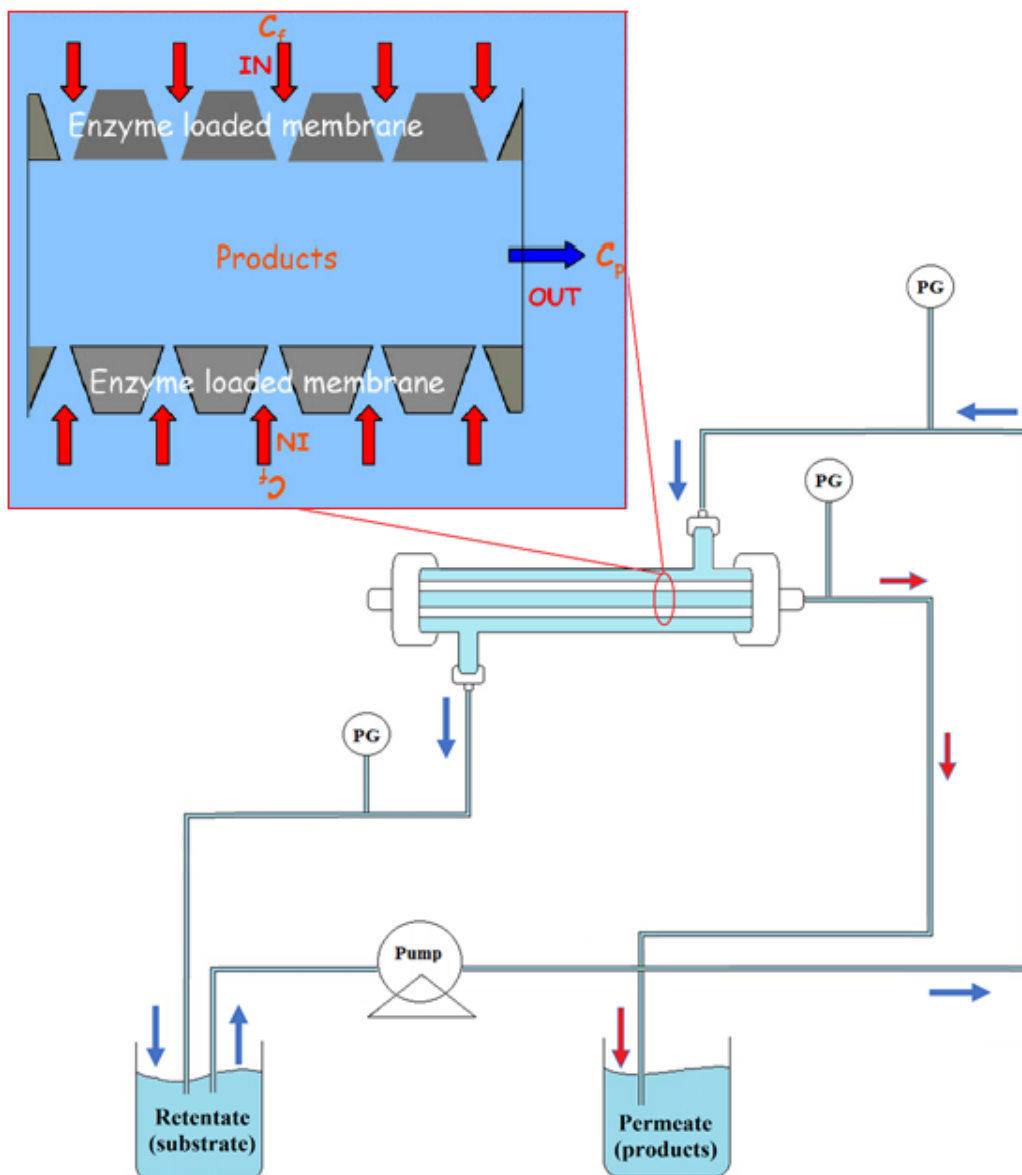 Cf
IN
Enzyme loaded membrane
Products
Cp
OUT
Enzyme loaded membrane
IN
Cf
PG
PG
PG
Pump
Retentate
(substrate)
Permeate
(products)